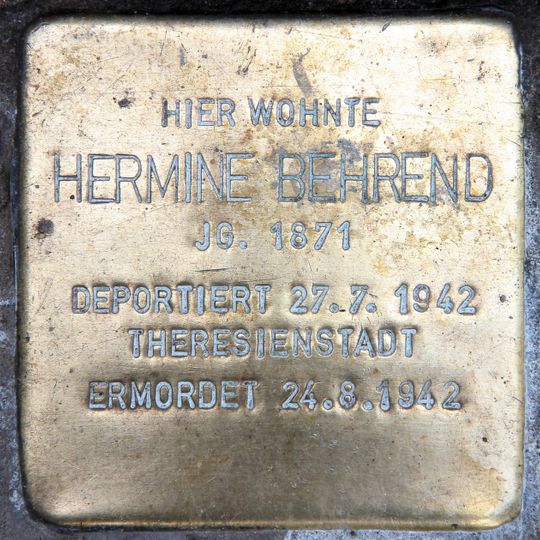 HIER WOHNTE
HERMINE BEHREND
JG. 1871
DEPORTIERT 27.7. 1942
THERESIENSTADT
ERMORDET 24.8.1942